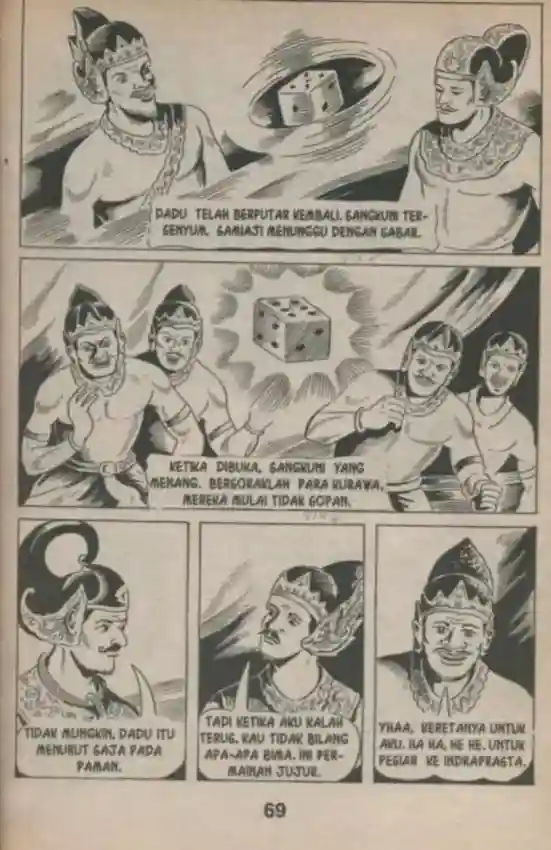 DADU TELAH BERPUTAR KEMBALI. SANGKUNI TER-
SENYUM. SAMIAJI MENUNGGU DENGAN SABAR.
KETIKA DIBUKA, SANGKUNI YANG
MENANG. BERSORAKLAH PARA KURAWA,
MEREKA MULAI TIDAK SOPAN.
TIDAK MUNGKIN. DADU ITU
MENURUT SAJA PADA
PAMAN.
TADI KETIKA AKU KALAH
TERUS, KAU TIDAK BILANG
APA-APA BIMA. INI PER-
MAINAN JUJUR.
YHAA, KERETANYA UNTUK
AKU. HA HA, HE HE. UNTUK
PESIAR KE INDRAPRASTA.
69